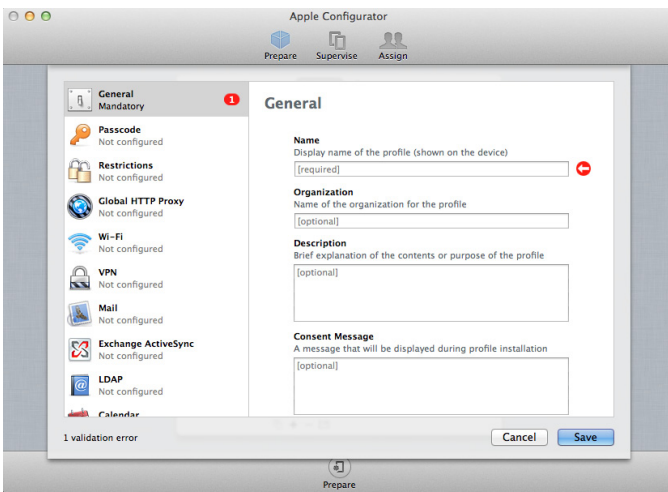 Apple Configurator
Prepare
Supervise
Assign
General
Mandatory
1
Passcode
Not configured
Restrictions
Not configured
Global HTTP Proxy
Not configured
Wi-Fi
Not configured
VPN
Not configured
Mail
Not configured
Exchange ActiveSync
Not configured
LDAP
Not configured
Calendar
General
Name
Display name of the profile (shown on the device)
[required]
Organization
Name of the organization for the profile
[optional]
Description
Brief explanation of the contents or purpose of the profile
[optional]
Consent Message
A message that will be displayed during profile installation
[optional]
1 validation error
Cancel
Save
Prepare